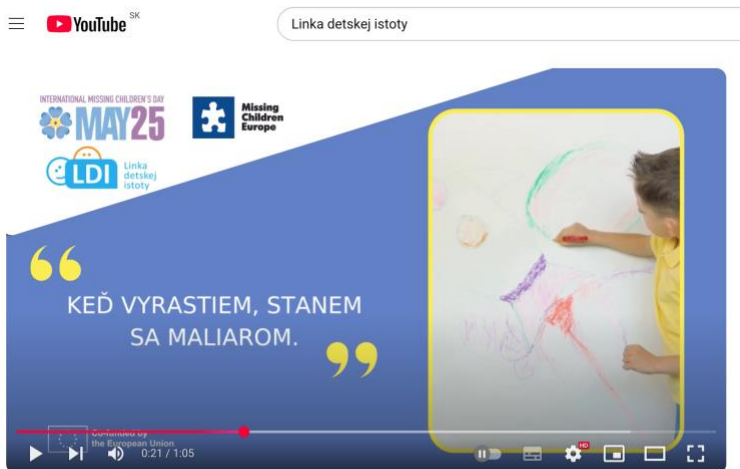 YouTube SK
Linka detskej istoty
INTERNATIONAL MISSING CHILDREN'S DAY
MAY25
Missing
Children
Europe
LDI
Linka
detskej
istoty
KEĎ VYRASTIEM, STANEM
SA MALIAROM.
Co-funded by
the European Union
0:21 / 1:05
HD